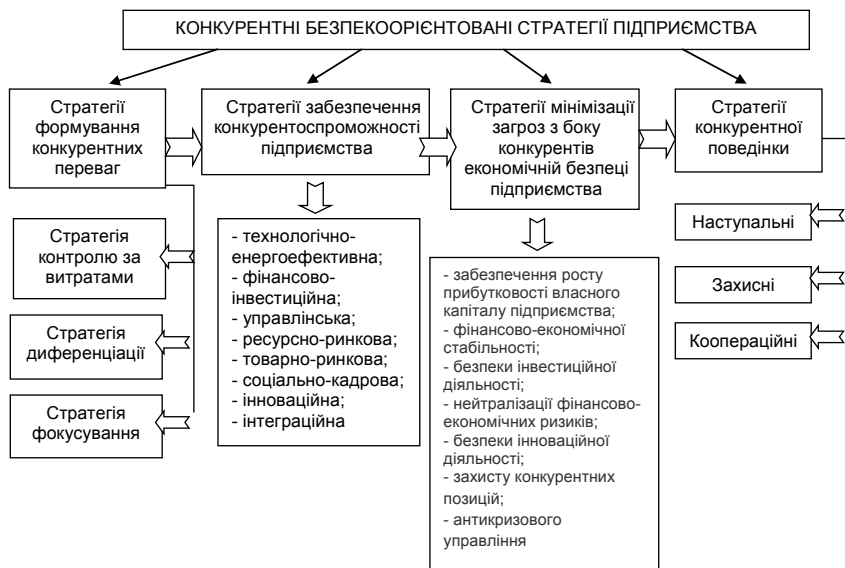 КОНКУРЕНТНІ БЕЗПЕКООРІЄНТОВАНІ СТРАТЕГІЇ ПІДПРИЄМСТВА
Стратегії
формування
конкурентних
переваг
Стратегії забезпечення
конкурентоспроможності
підприємства
Стратегії мінімізації
загроз з боку
конкурентів
економічній безпеці
підприємства
Стратегії
конкурентної
поведінки
Стратегія
контролю за
витратами
Стратегія
диференціації
Стратегія
фокусування
- технологічно-
енергоефективна;
- фінансово-
інвестиційна;
- управлінська;
- ресурсно-ринкова;
- товарно-ринкова;
- соціально-кадрова;
- інноваційна;
- інтеграційна
- забезпечення росту
прибутковості власного
капіталу підприємства;
- фінансово-економічної
стабільності;
- безпеки інвестиційної
діяльності;
- нейтралізації фінансово-
економічних ризиків;
- безпеки інноваційної
діяльності;
- захисту конкурентних
позицій;
- антикризового
управління
Наступальні
Захисні
Коопераційні